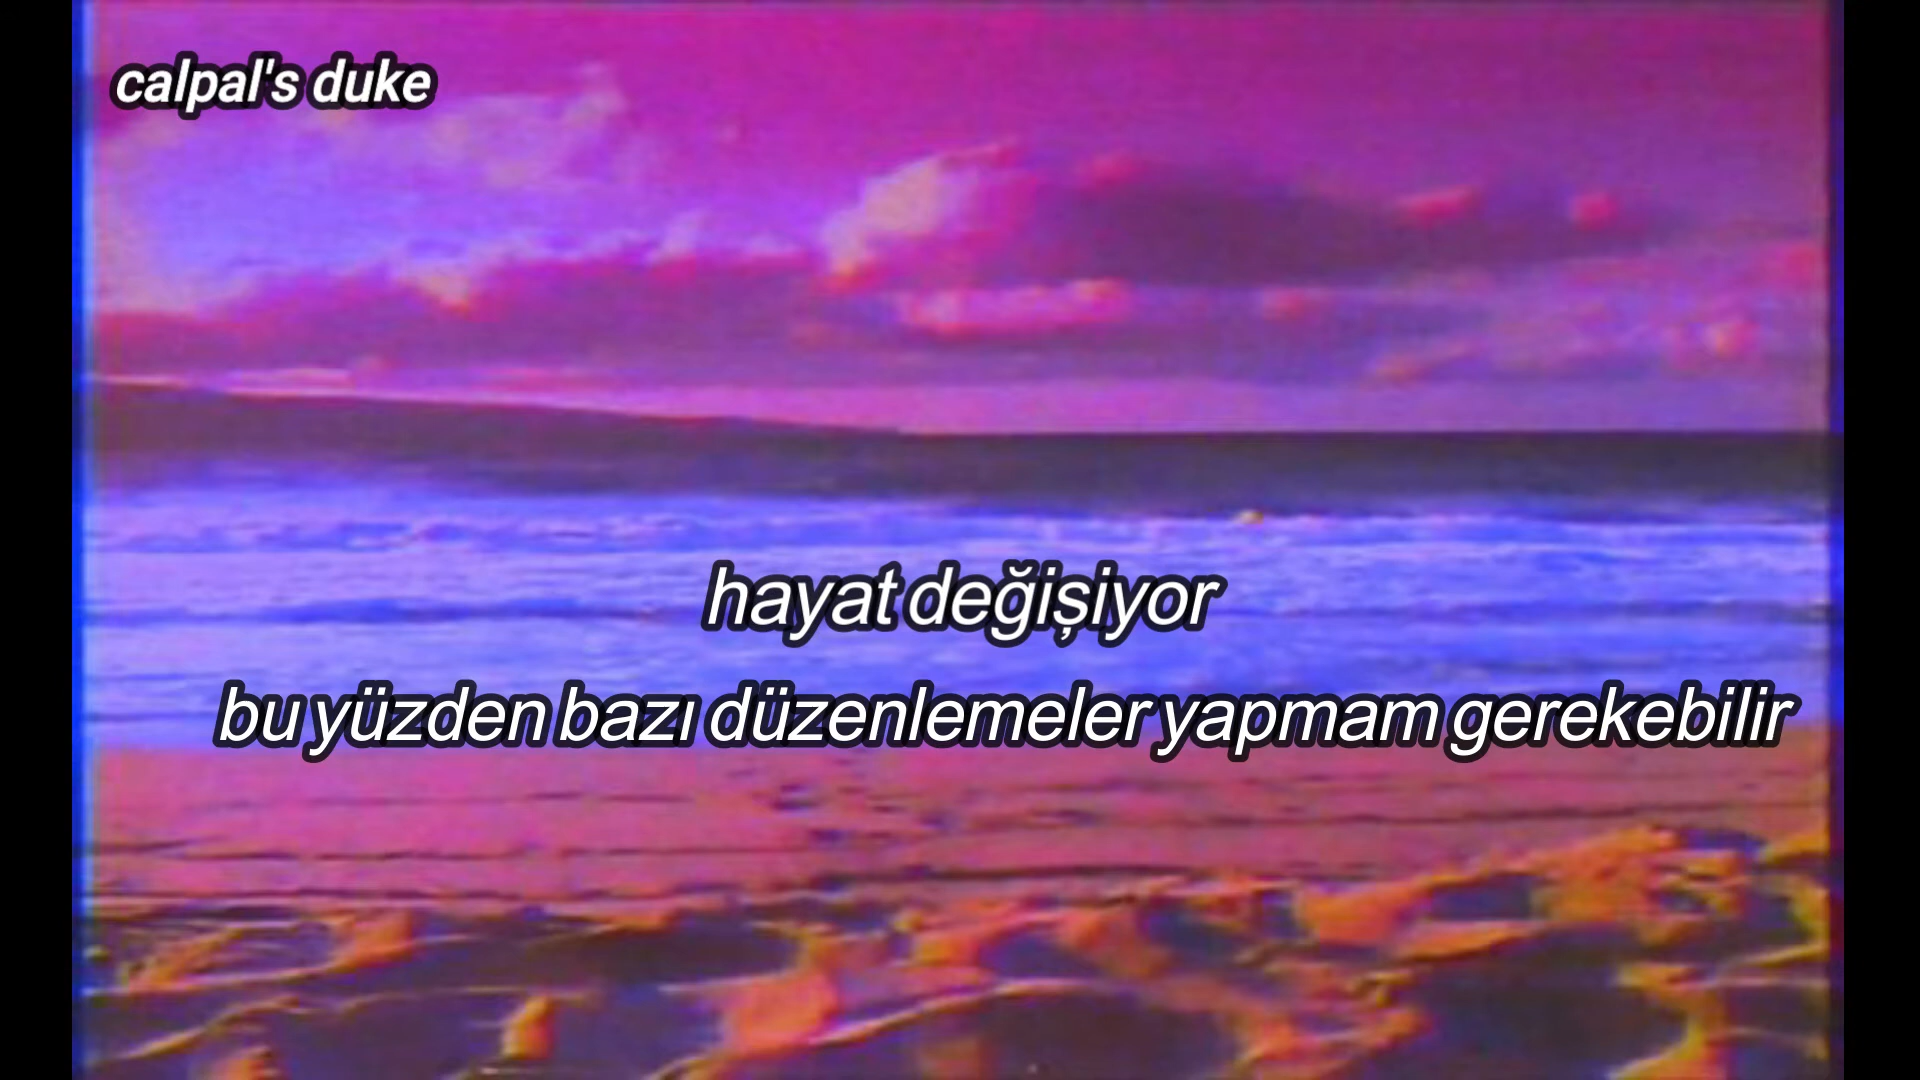 calpal's duke
hayat değişiyor
bu yüzden bazı düzenlemeler yapmam gerekebilir